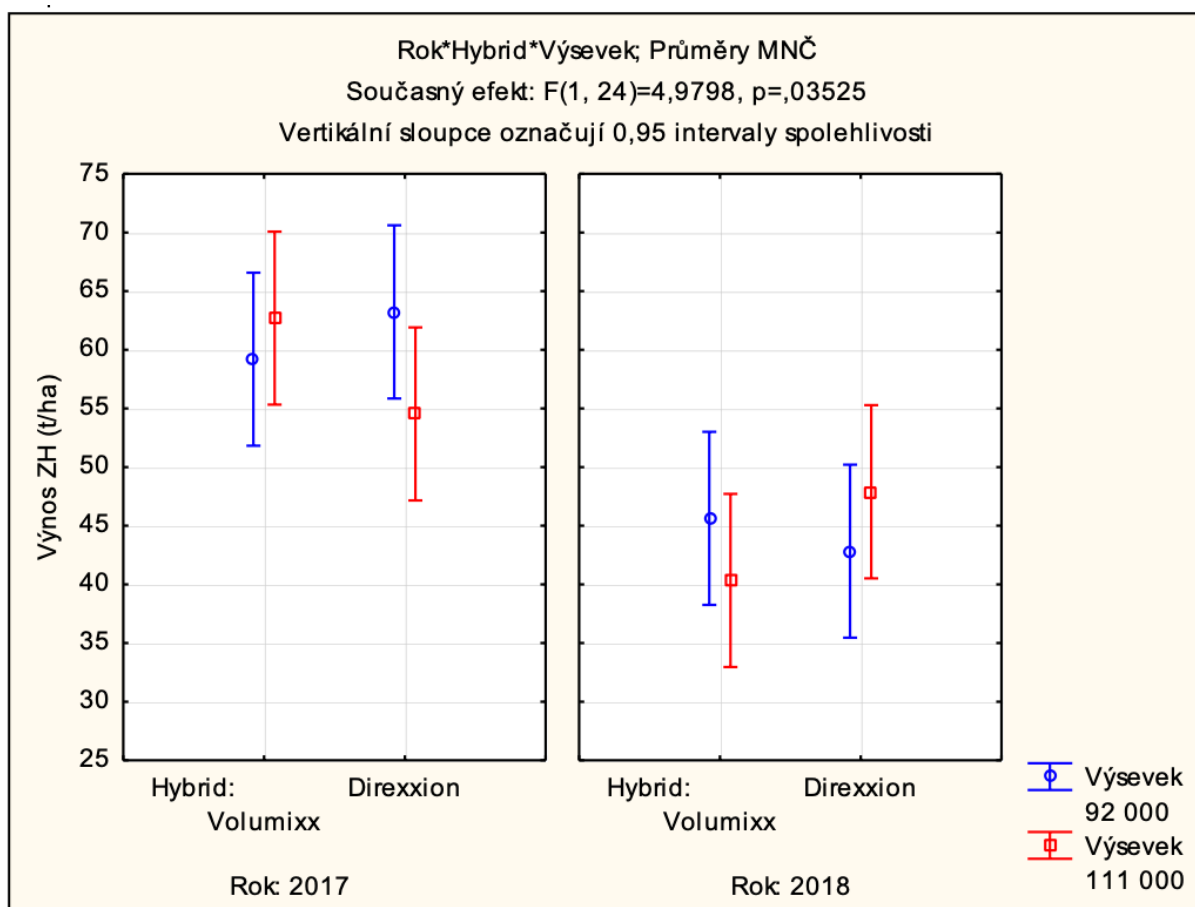 Rok*Hybrid*Výsevek; Průměry MNČ
Současný efekt: F(1, 24)=4,9798, p=,03525
Vertikální sloupce označují 0,95 intervaly spolehlivosti
Výnos ZH (t/ha)
75
70
65
60
55
50
45
40
35
30
25
Hybrid: Direxxion
Volumixx
Rok: 2017
Hybrid: Direxxion
Volumixx
Rok: 2018
Výsevek
92 000
Výsevek
111 000